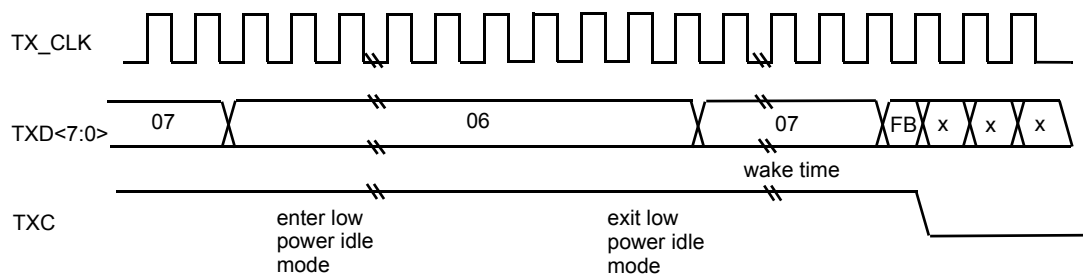 TX_CLK
TXD<7:0>
07
06
07
FB
x
x
x
wake time
TXC
enter low
power idle
mode
exit low
power idle
mode